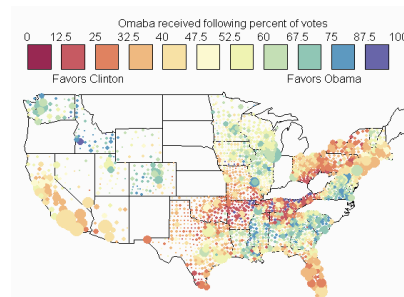 Omaba received following percent of votes
0 12.5 25 32.5 40 47.5 52.5 60 67.5 75 87.5 100
Favors Clinton Favors Obama